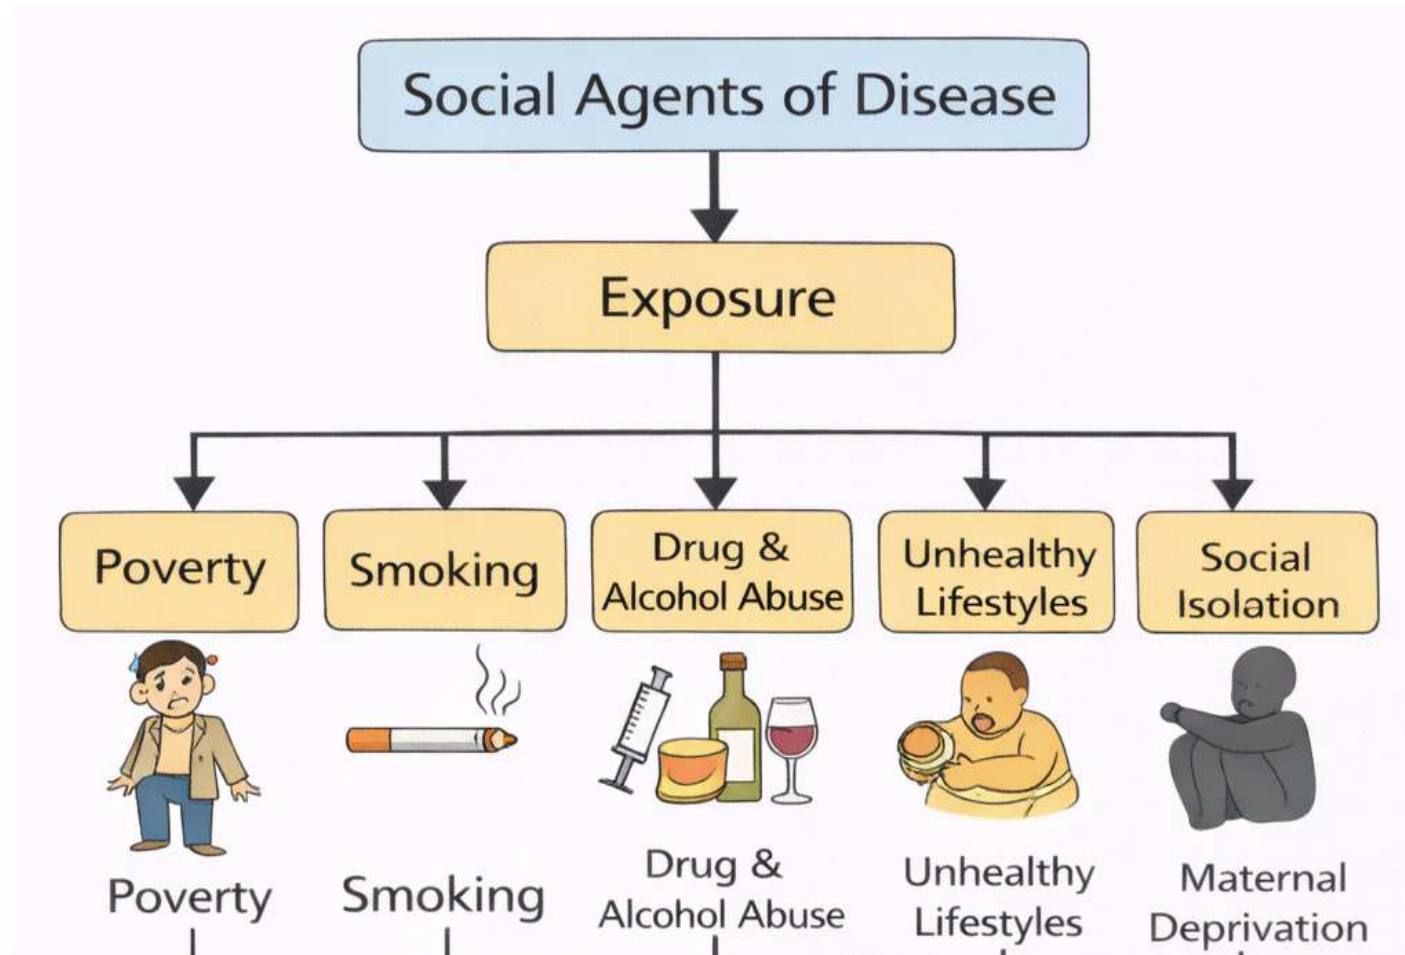 Social Agents of Disease
Exposure
Poverty
Smoking
Drug &
Alcohol Abuse
Unhealthy
Lifestyles
Social
Isolation
Poverty
Smoking
Drug &
Alcohol Abuse
Unhealthy
Lifestyles
Maternal
Deprivation